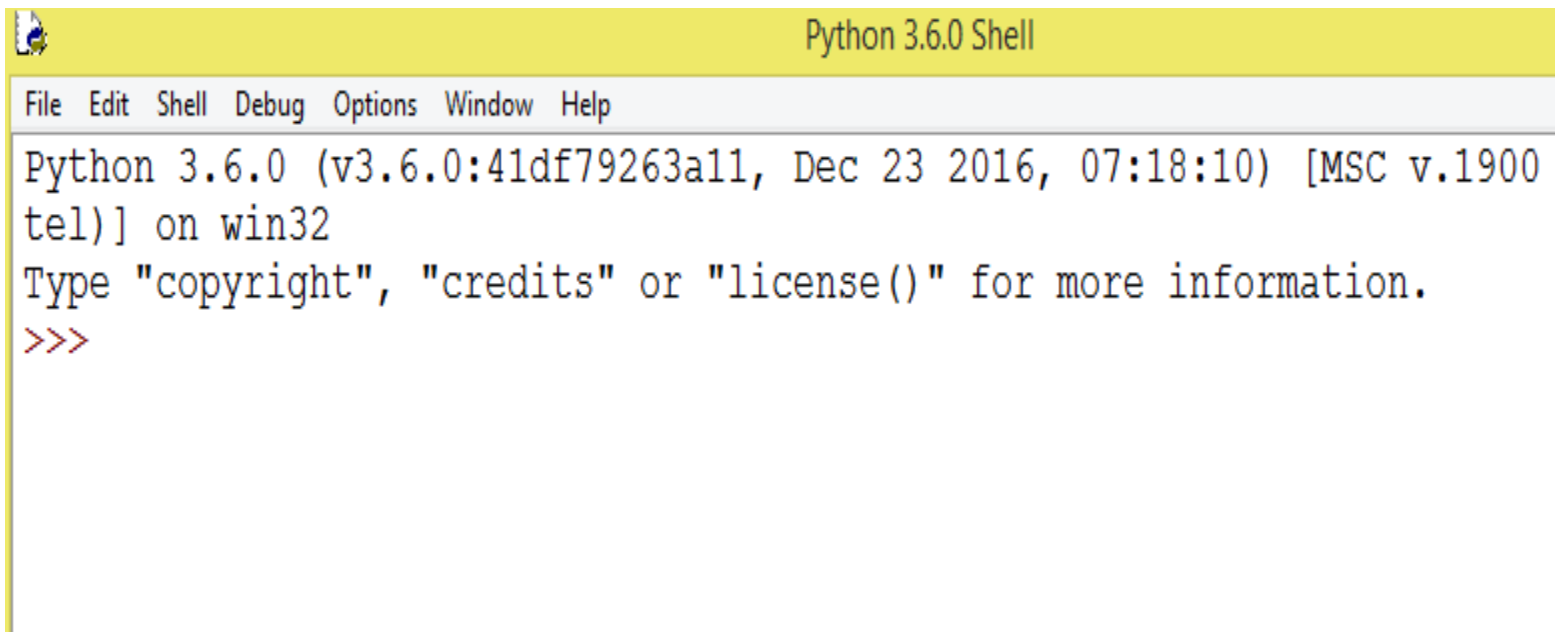 Python 3.6.0 Shell
File Edit Shell Debug Options Window Help
Python 3.6.0 (v3.6.0:41df79263a11, Dec 23 2016, 07:18:10) [MSC v.1900
tel)] on win32
Type "copyright", "credits" or "license()" for more information.
>>>